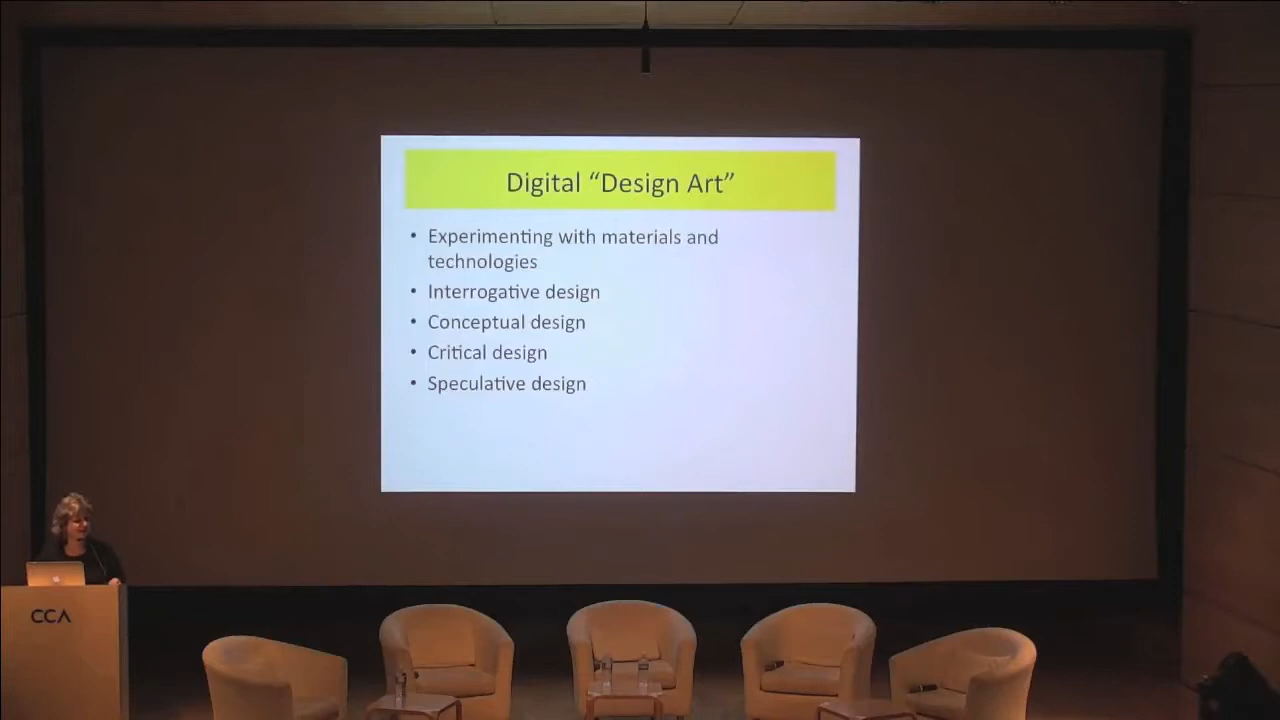 Digital “Design Art”
• Experimenting with materials and
technologies
• Interrogative design
• Conceptual design
• Critical design
• Speculative design
CCA